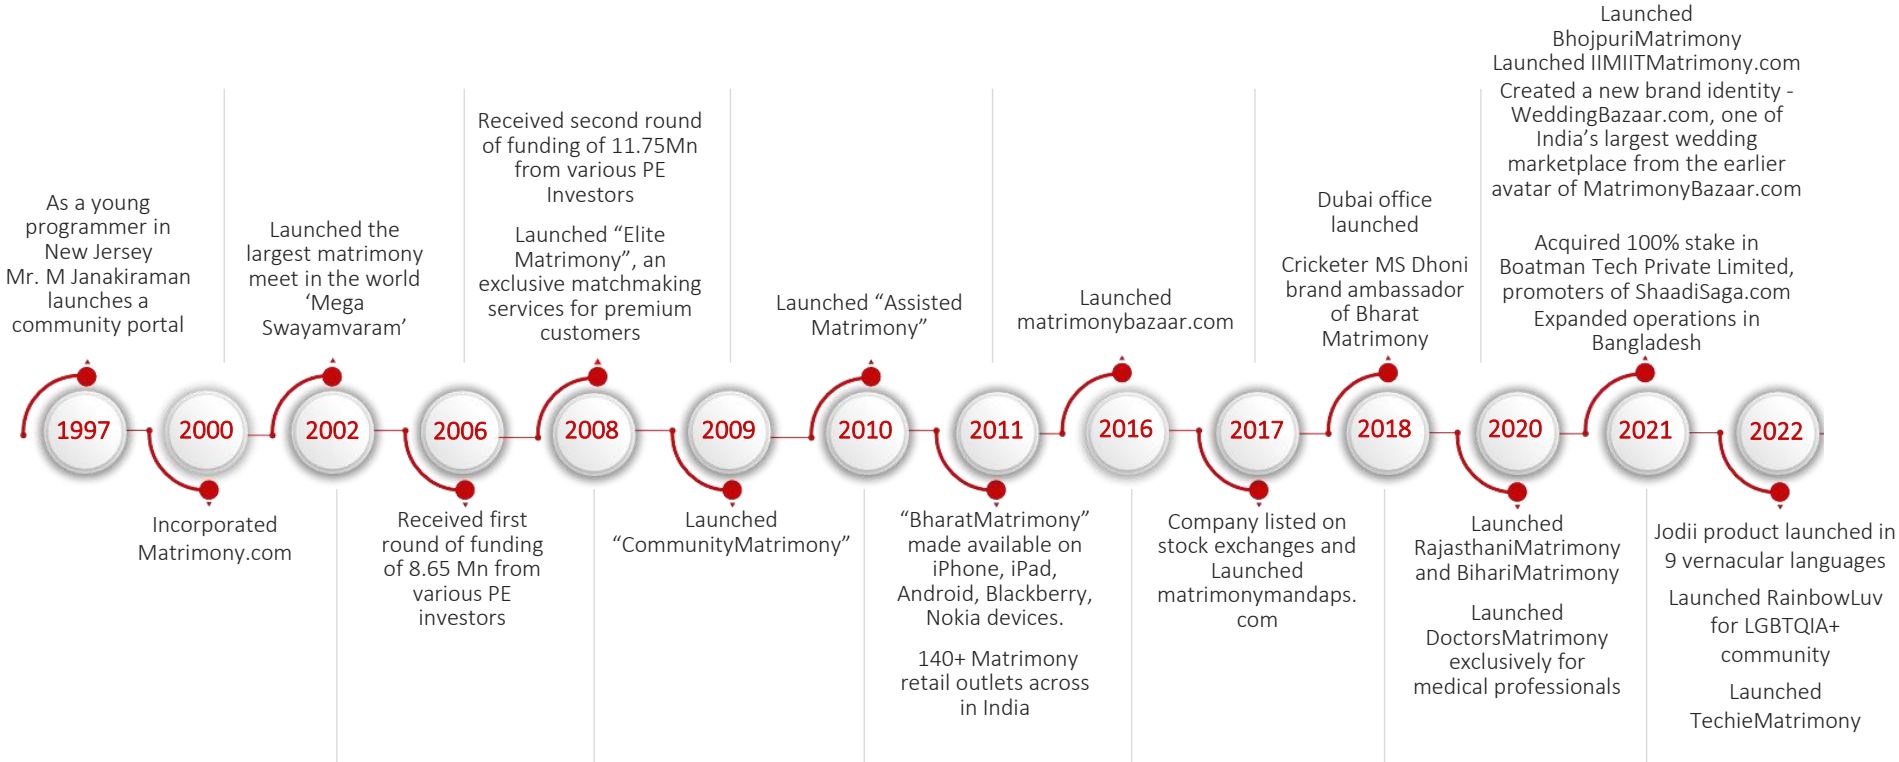 As a young
programmer in
New Jersey
Mr. M Janakiraman
launches a
community portal
1997
2000
Incorporated
Matrimony.com
Launched the
largest matrimony
meet in the world
‘Mega
Swayamvaram’
2002
2006
Received first
round of funding
of 8.65 Mn from
various PE
investors
Received second round
of funding of 11.75Mn
from various PE
Investors
Launched “Elite
Matrimony”, an
exclusive matchmaking
services for premium
customers
2008
2009
Launched
“CommunityMatrimony”
Launched “Assisted
Matrimony”
2010
2011
“BharatMatrimony”
made available on
iPhone, iPad,
Android, Blackberry,
Nokia devices.
140+ Matrimony
retail outlets across
in India
Launched
matrimonybazaar.com
2016
2017
Company listed on
stock exchanges and
Launched
matrimonymandaps.
com
Dubai office
launched
Cricketer MS Dhoni
brand ambassador
of Bharat
Matrimony
2018
2020
Launched
RajasthaniMatrimony
and BihariMatrimony
Launched
DoctorsMatrimony
exclusively for
medical professionals
Launched
BhojpuriMatrimony
Launched IIMIITMatrimony.com
Created a new brand identity -
WeddingBazaar.com, one of
India’s largest wedding
marketplace from the earlier
avatar of MatrimonyBazaar.com
Acquired 100% stake in
Boatman Tech Private Limited,
promoters of ShaadiSaga.com
Expanded operations in
Bangladesh
2021
2022
Jodii product launched in
9 vernacular languages
Launched RainbowLuv
for LGBTQIA+
community
Launched
TechieMatrimony